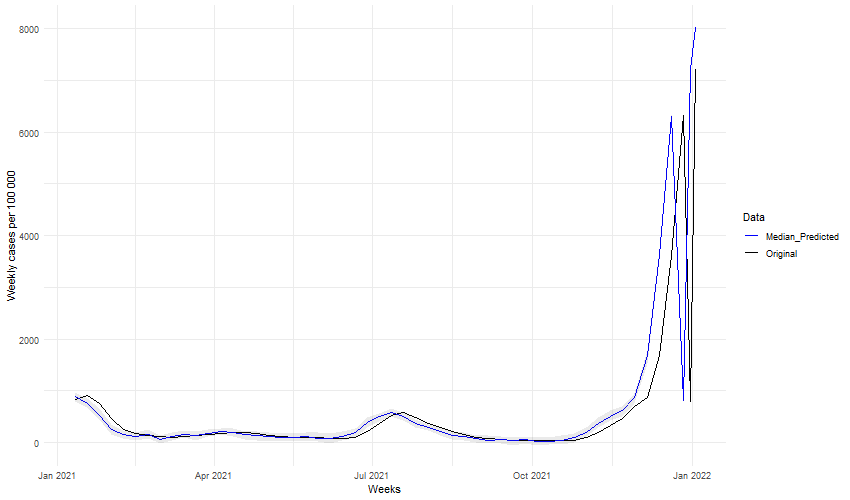 8000
6000
4000
2000
0
Weekly cases per 100 000
Jan 2021
Apr 2021
Jul 2021
Oct 2021
Jan 2022
Weeks
Data
Median_Predicted
Original